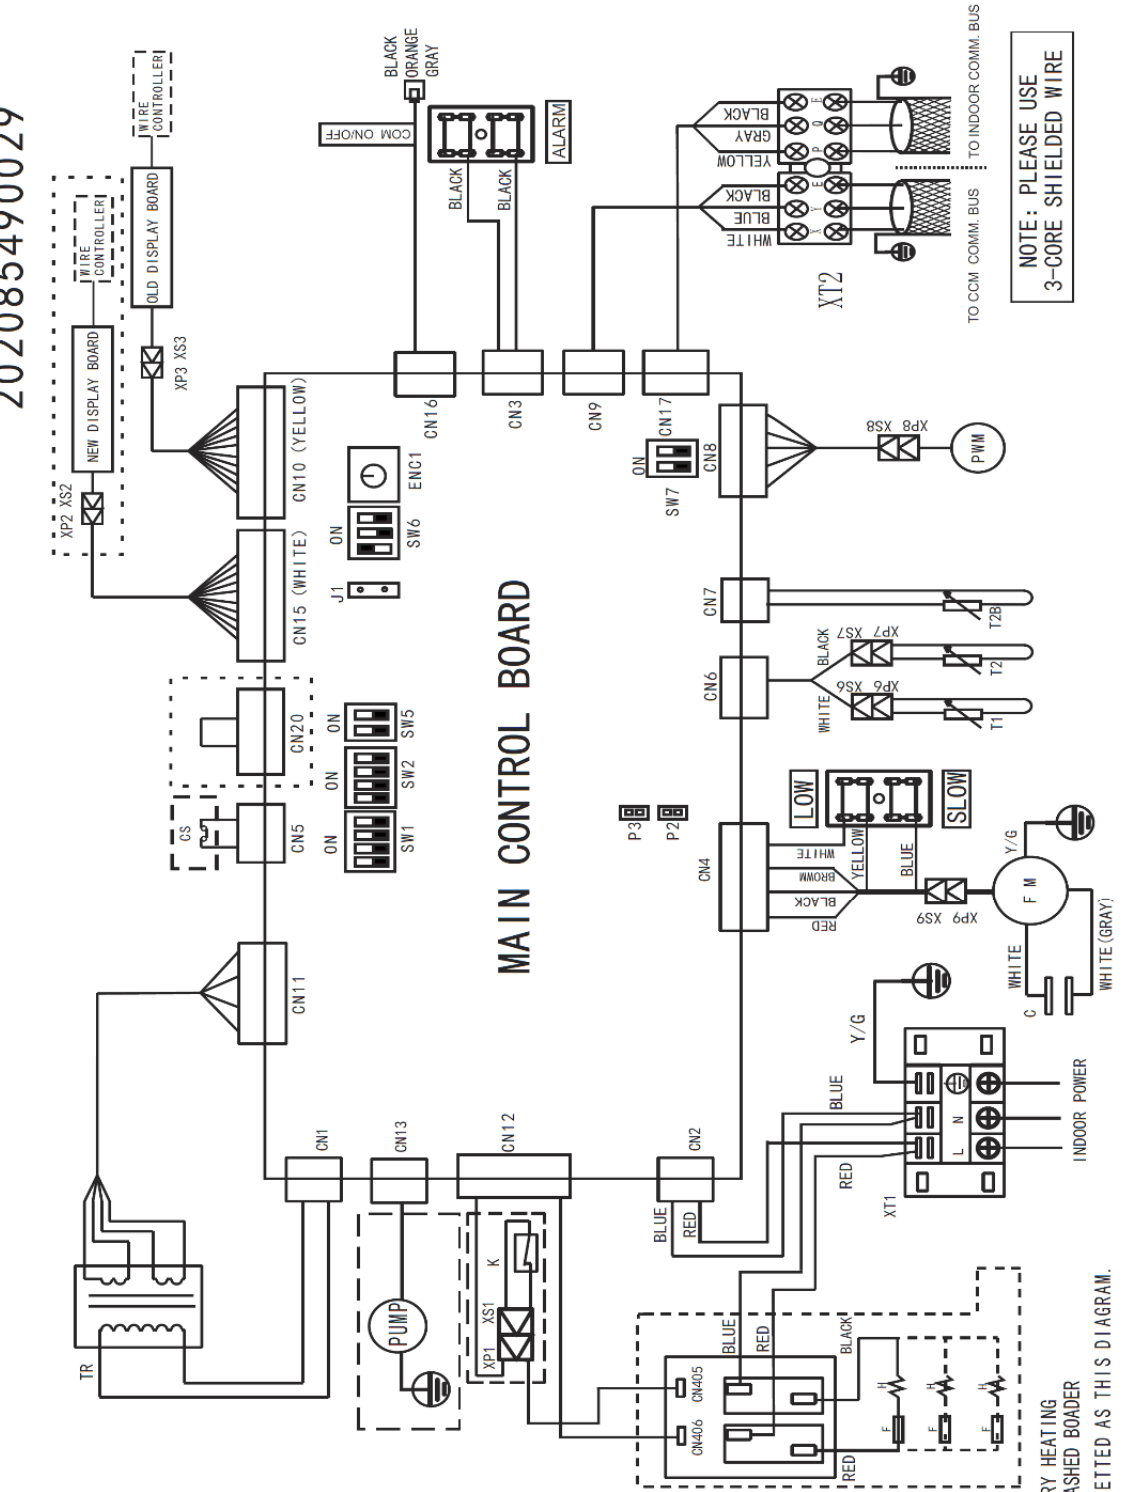 202085490029
WIRE
CONTROLLER
WIRE
CONTROLLER
NEW DISPLAY BOARD
OLD DISPLAY BOARD
XP2 XS2
XP3 XS3
BLACK
ORANGE
GRAY
COM ON/OFF
ALARM
BLACK
BLACK
BLACK
GRAY
YELLOW
BLACK
BLUE
WHITE
E
Q
P
E
Y
X
XT2
TO INDOOR COMM. BUS
TO CCM COMM. BUS
NOTE: PLEASE USE
3-CORE SHIELDED WIRE
CN10 (YELLOW)
CN15 (WHITE)
CN16
CN3
CN9
CN17
CN8
ON
SW7
ENC1
ON
SW6
J1
XS8
XP8
PWM
CN20
CS
CN5
ON
SW5
ON
SW2
ON
SW1
MAIN CONTROL BOARD
CN7
CN6
T2B
BLACK
WHITE
XS7
XP7
XS6
XP6
T2
T1
P3
P2
CN4
LOW
SLOW
WHITE
BROWM
BLACK
RED
YELLOW
BLUE
XS9
XP9
Y/G
F M
WHITE
WHITE(GRAY)
C
CN11
CN1
CN13
CN12
CN2
TR
PUMP
K
XP1 XS1
BLUE
RED
BLUE
RED
Y/G
XT1
L
N
INDOOR POWER
CN405
CN406
BLUE
RED
BLACK
RED
H
H
H
F
F
F
RY HEATING
ASHED BOADER
ETTED AS THIS DIAGRAM.